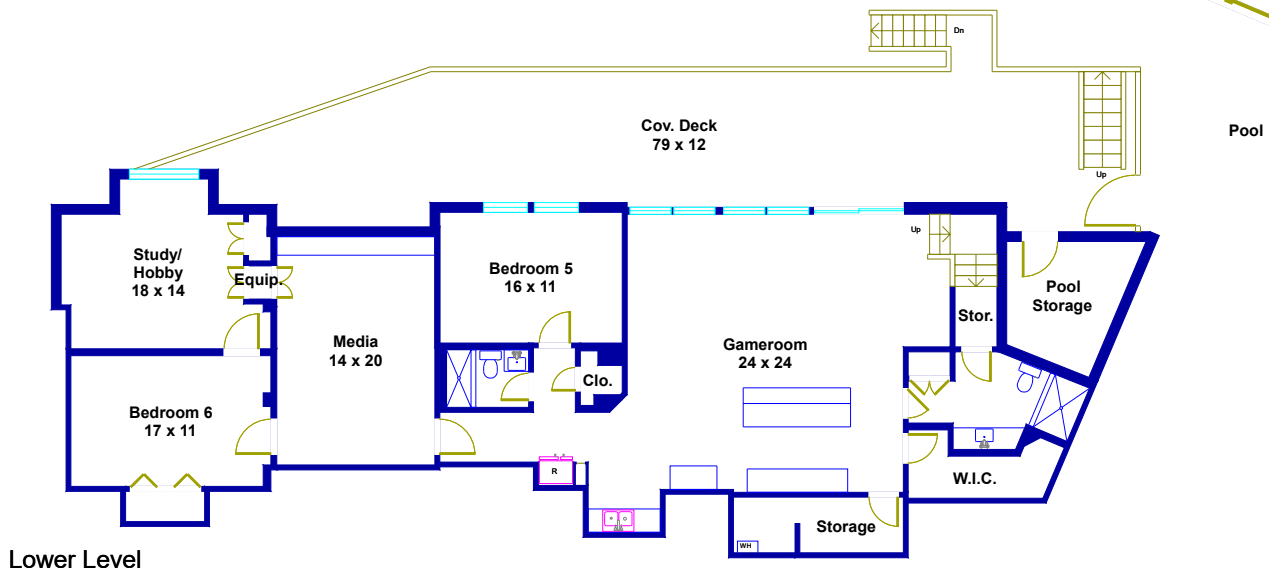 Dn
Cov. Deck
79 x 12
Pool
Up
Up
Study/
Hobby
18 x 14
Equip.
Bedroom 5
16 x 11
Pool
Storage
Stor.
Media
14 x 20
Gameroom
24 x 24
Clo.
Bedroom 6
17 x 11
R
W.I.C.
Storage
WH
Lower Level